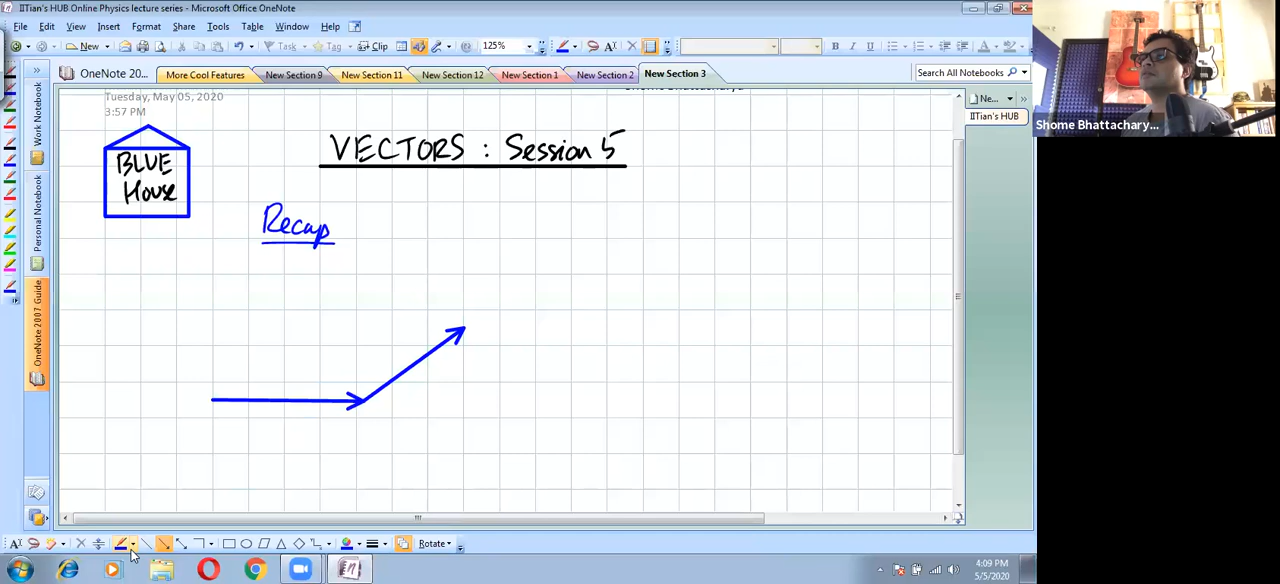 IITian's HUB Online Physics lecture series - Microsoft Office OneNote
File Edit View Insert Format Share Tools Table Window Help
New Task Tag Clip 125% A B I U A
OneNote 20... More Cool Features New Section 9 New Section 11 New Section 12 New Section 1 New Section 2 New Section 3 Search All Notebooks
Ne...
IITian's HUB
Work Notebook
Personal Notebook
OneNote 2007 Guide
Tuesday, May 05, 2020
3:57 PM
BLUE
House
VECTORS : Session 5
Recap
Shome Bhattachary...
A Rotate
4:09 PM
5/5/2020